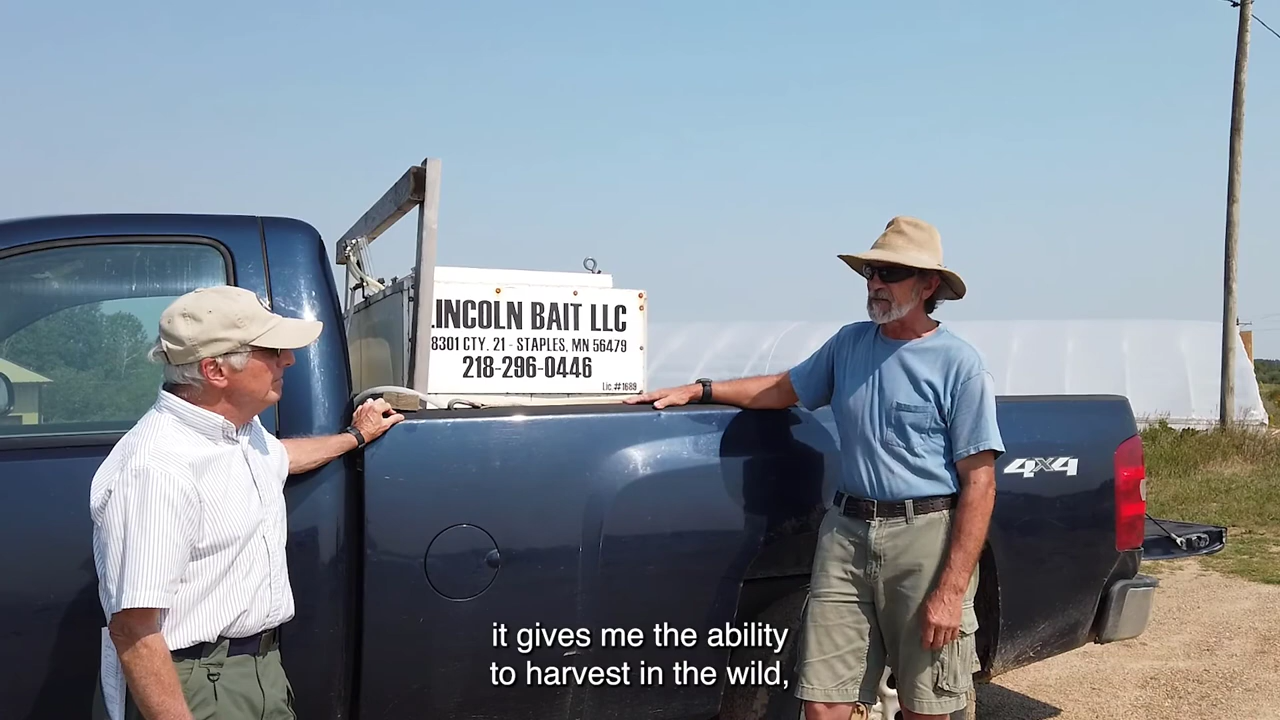 LINCOLN BAIT LLC
8301 CTY. 21 - STAPLES, MN 56479
218-296-0446
Lic. #1689
4x4
it gives me the ability
to harvest in the wild,